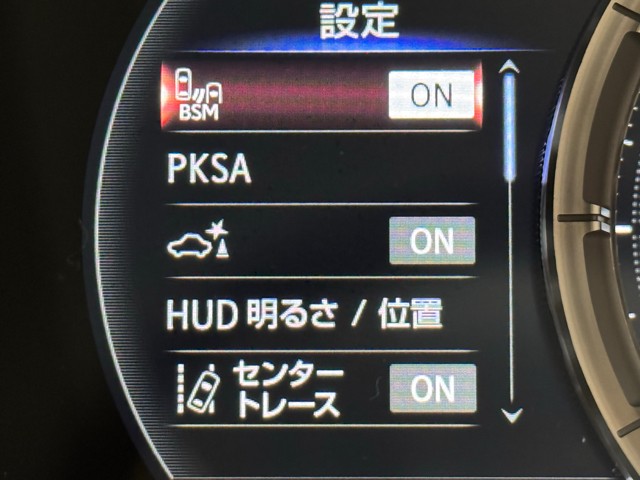 設定
BSM ON
PKSA
ON
HUD 明るさ / 位置
センター
トレース ON